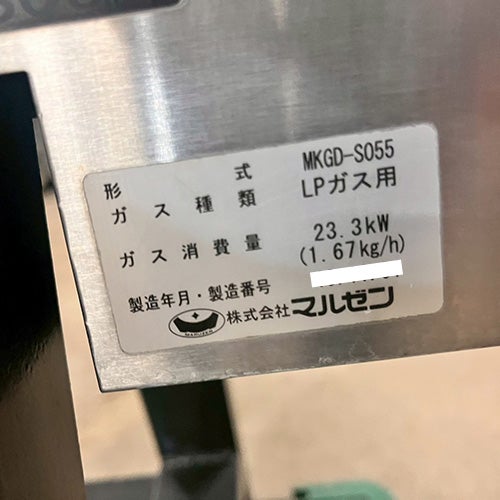 形式 MKGD-S055
ガス種類 LPガス用
ガス消費量 23.3kW
(1.67kg/h)
製造年月・製造番号
株式会社マルゼン